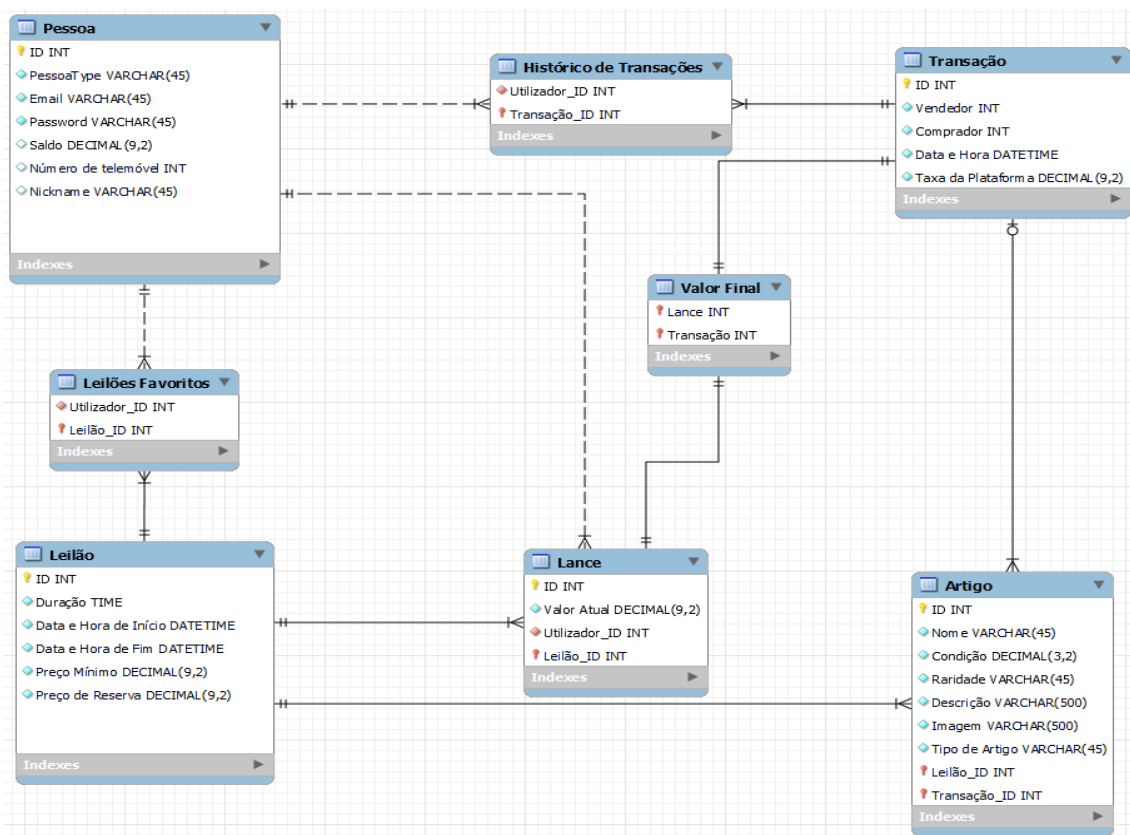 Pessoa
ID INT
PessoaType VARCHAR(45)
Email VARCHAR(45)
Password VARCHAR(45)
Saldo DECIMAL(9,2)
Número de telemóvel INT
Nickname VARCHAR(45)
Indexes
Histórico de Transações
Utilizador_ID INT
Transação_ID INT
Indexes
Transação
ID INT
Vendedor INT
Comprador INT
Data e Hora DATETIME
Taxa da Plataforma DECIMAL(9,2)
Indexes
Valor Final
Lance INT
Transação INT
Indexes
Leilões Favoritos
Utilizador_ID INT
Leilão_ID INT
Indexes
Leilão
ID INT
Duração TIME
Data e Hora de Início DATETIME
Data e Hora de Fim DATETIME
Preço Mínimo DECIMAL(9,2)
Preço de Reserva DECIMAL(9,2)
Indexes
Lance
ID INT
Valor Atual DECIMAL(9,2)
Utilizador_ID INT
Leilão_ID INT
Indexes
Artigo
ID INT
Nome VARCHAR(45)
Condição DECIMAL(3,2)
Raridade VARCHAR(45)
Descrição VARCHAR(500)
Imagem VARCHAR(500)
Tipo de Artigo VARCHAR(45)
Leilão_ID INT
Transação_ID INT
Indexes